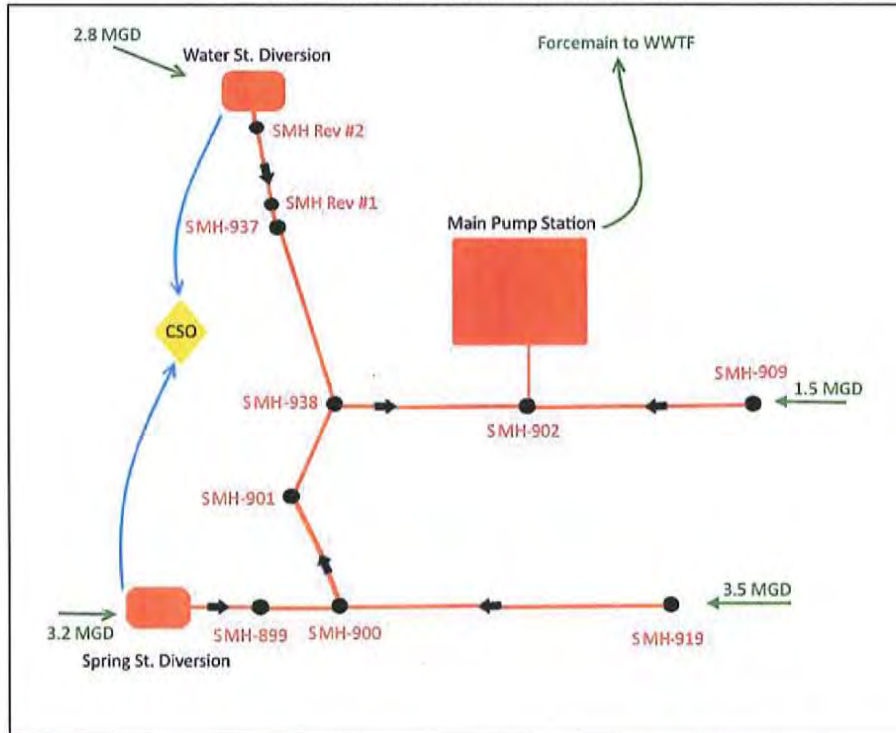 2.8 MGD
Water St. Diversion
Forcemain to WWTF
SMH Rev #2
SMH Rev #1
SMH-937
Main Pump Station
CSO
SMH-909
1.5 MGD
SMH-938
SMH-902
SMH-901
3.5 MGD
3.2 MGD
SMH-899
SMH-900
SMH-919
Spring St. Diversion